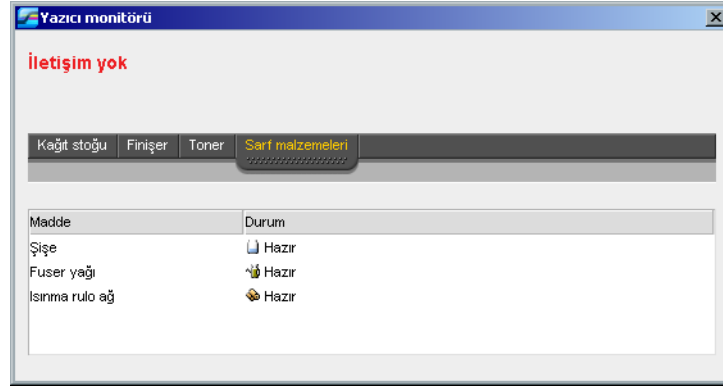 Yazıcı monitörü
İletişim yok
Kağıt stoğu Finişer Toner Sarf malzemeleri
Madde Durum
Şişe Hazır
Fuser yağı Hazır
Isınma rulo ağ Hazır